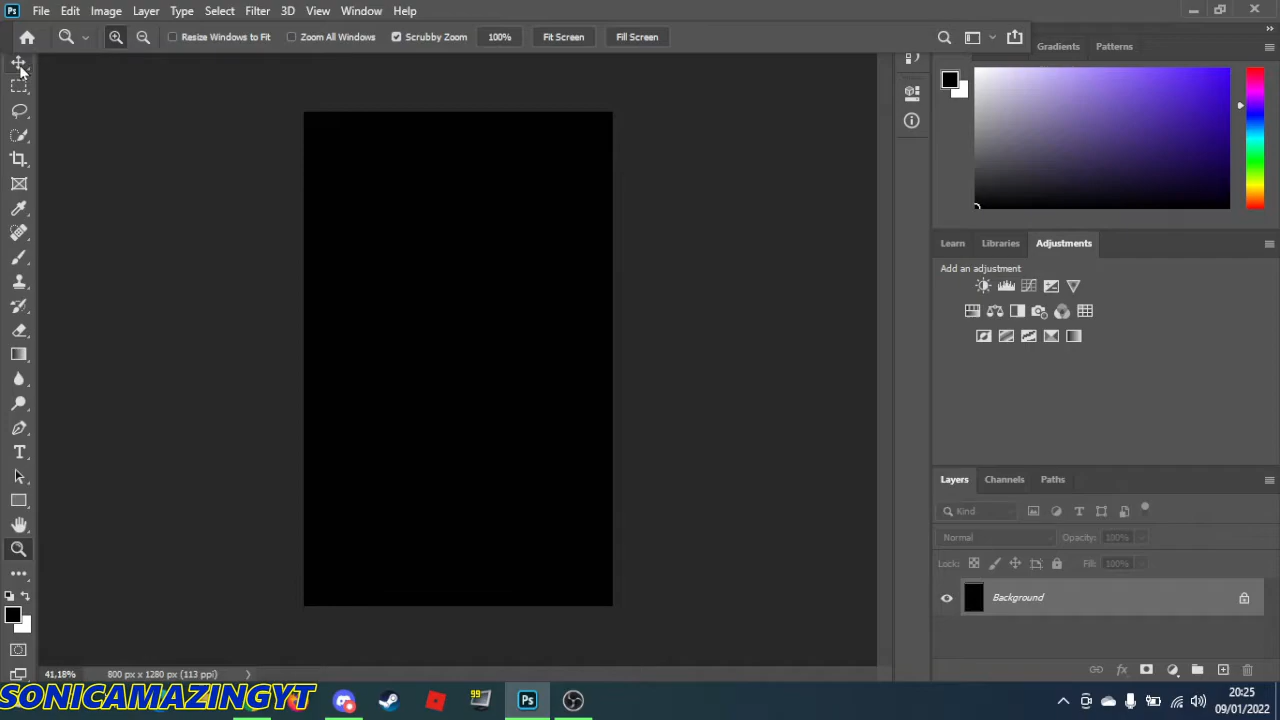 Ps File Edit Image Layer Type Select Filter 3D View Window Help
Resize Windows to Fit Zoom All Windows Scrubby Zoom 100% Fit Screen Fill Screen
Gradients Patterns
Learn Libraries Adjustments
Add an adjustment
Layers Channels Paths
Kind
Normal Opacity: 100%
Lock: Fill: 100%
Background
41,18% 800 px x 1280 px (113 ppi)
SONICAMAZINGYT
99
Ps
20:25
09/01/2022